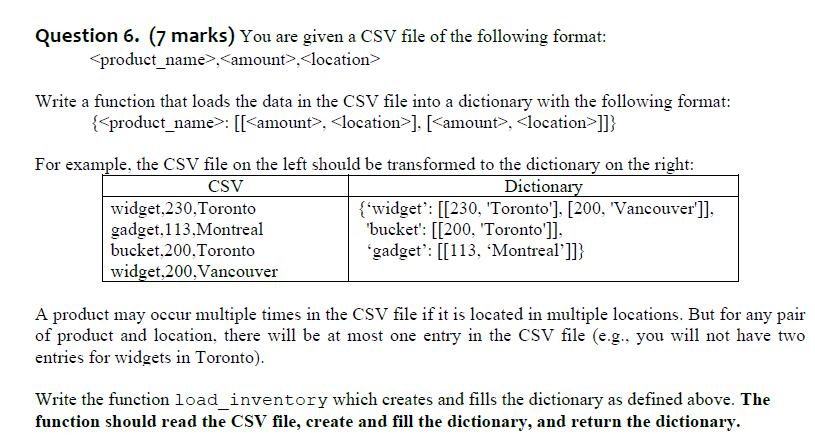 Question 6. (7 marks) You are given a CSV file of the following format:
<product_name>,<amount>,<location>
Write a function that loads the data in the CSV file into a dictionary with the following format:
{<product_name>: [[<amount>, <location>], [<amount>, <location>]]}
For example, the CSV file on the left should be transformed to the dictionary on the right:
CSV Dictionary
widget,230,Toronto {‘widget’: [[230, 'Toronto'], [200, 'Vancouver']],
gadget,113,Montreal 'bucket': [[200, 'Toronto']],
bucket,200,Toronto ‘gadget’: [[113, ‘Montreal’]]}
widget,200,Vancouver
A product may occur multiple times in the CSV file if it is located in multiple locations. But for any pair
of product and location, there will be at most one entry in the CSV file (e.g., you will not have two
entries for widgets in Toronto).
Write the function load_inventory which creates and fills the dictionary as defined above. The
function should read the CSV file, create and fill the dictionary, and return the dictionary.